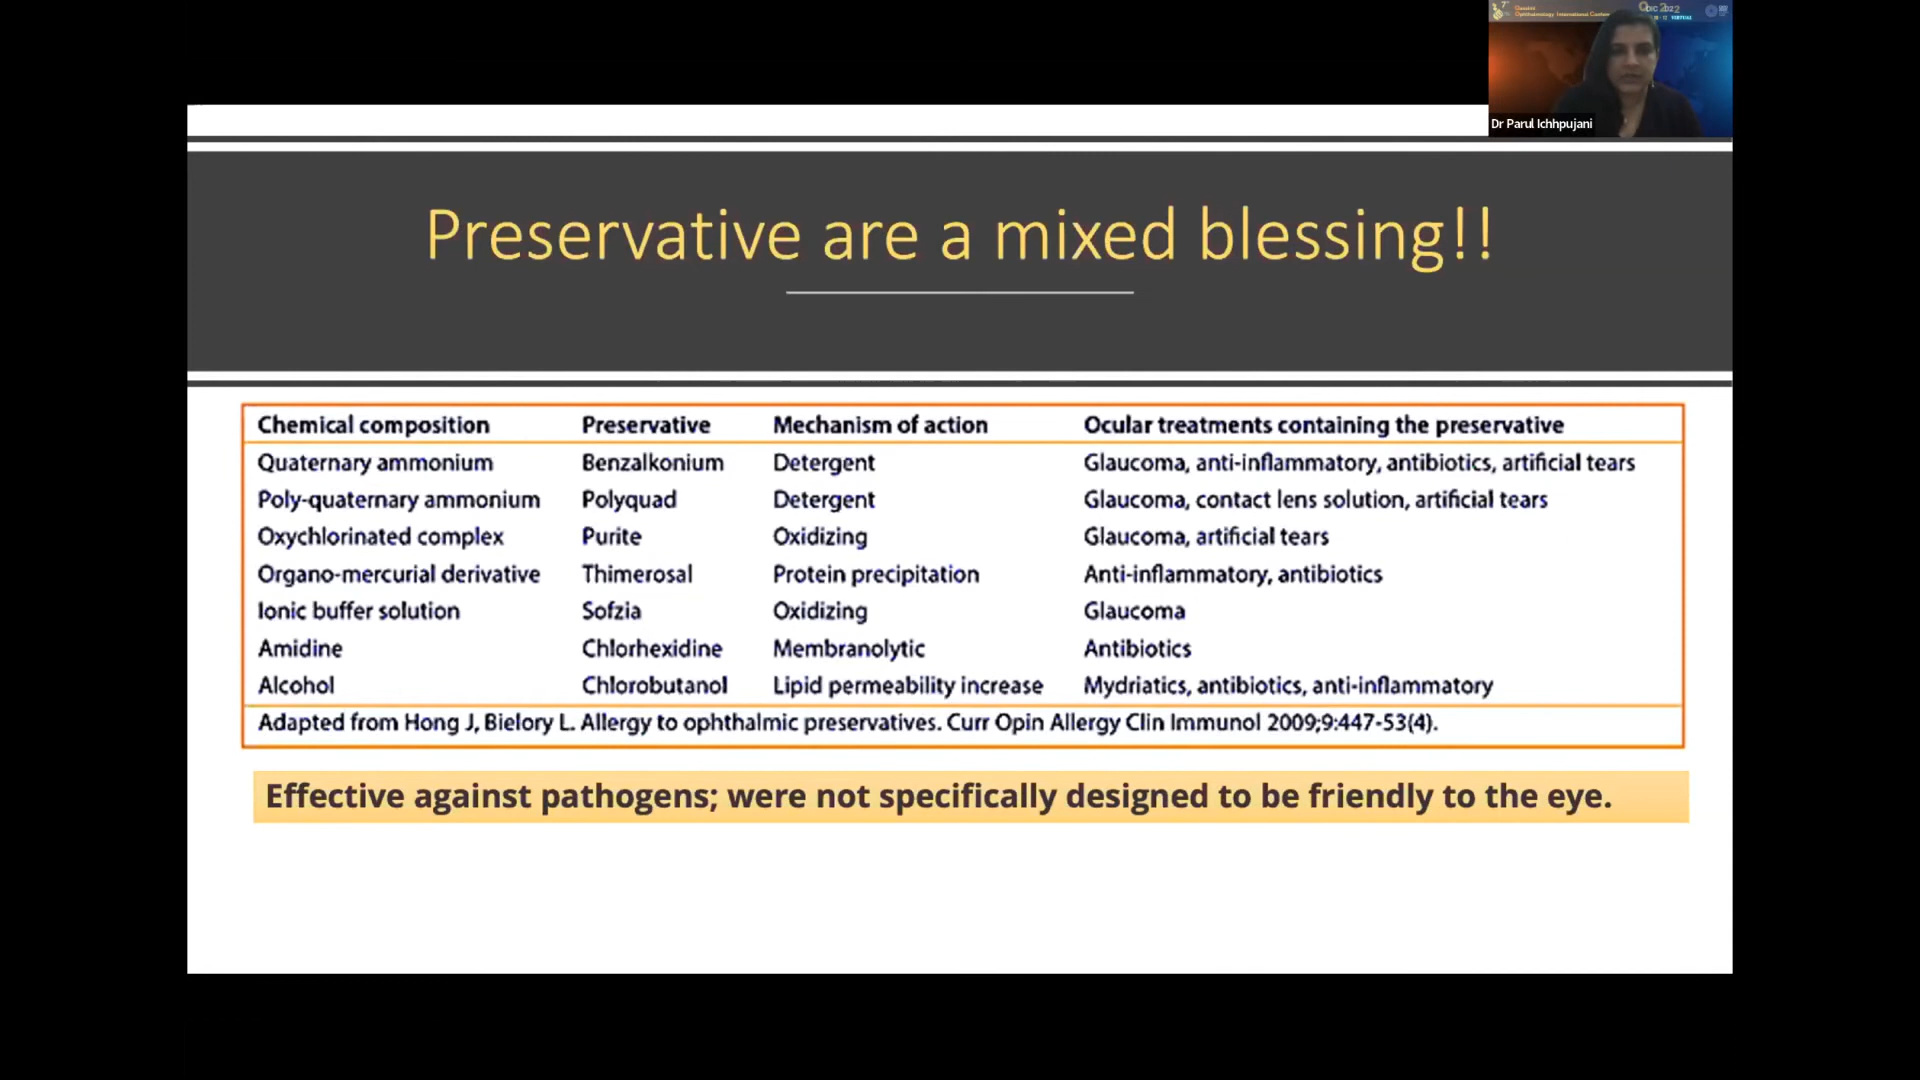 Ophthalmology International
2022
VIRTUAL
Dr Parul Ichhpujani
Preservative are a mixed blessing!!
Chemical composition Preservative Mechanism of action Ocular treatments containing the preservative
Quaternary ammonium Benzalkonium Detergent Glaucoma, anti-inflammatory, antibiotics, artificial tears
Poly-quaternary ammonium Polyquad Detergent Glaucoma, contact lens solution, artificial tears
Oxychlorinated complex Purite Oxidizing Glaucoma, artificial tears
Organo-mercurial derivative Thimerosal Protein precipitation Anti-inflammatory, antibiotics
Ionic buffer solution Sofzia Oxidizing Glaucoma
Amidine Chlorhexidine Membranolytic Antibiotics
Alcohol Chlorobutanol Lipid permeability increase Mydriatics, antibiotics, anti-inflammatory
Adapted from Hong J, Bielory L. Allergy to ophthalmic preservatives. Curr Opin Allergy Clin Immunol 2009;9:447-53(4).
Effective against pathogens; were not specifically designed to be friendly to the eye.